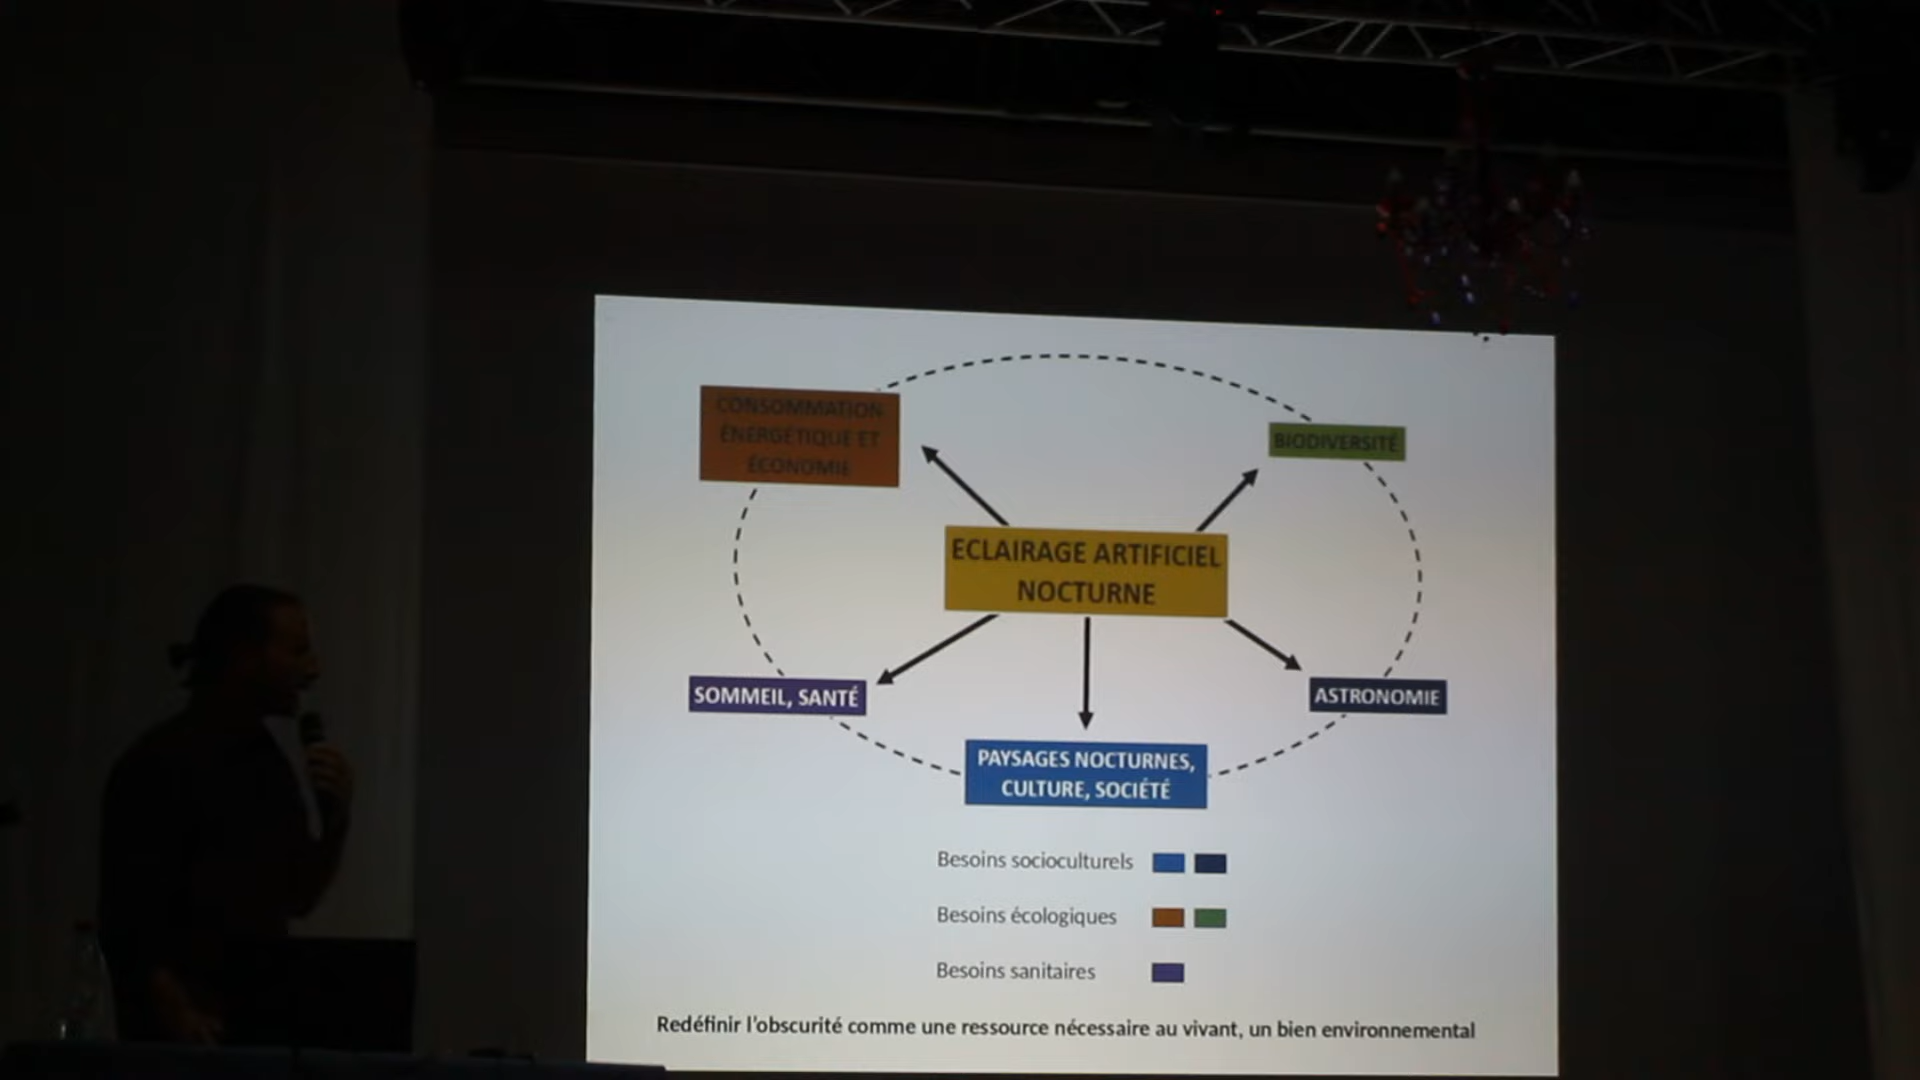 CONSOMMATION
ÉNERGÉTIQUE ET
ÉCONOMIE
BIODIVERSITÉ
ECLAIRAGE ARTIFICIEL
NOCTURNE
SOMMEIL, SANTÉ
ASTRONOMIE
PAYSAGES NOCTURNES,
CULTURE, SOCIÉTÉ
Besoins socioculturels
Besoins écologiques
Besoins sanitaires
Redéfinir l'obscurité comme une ressource nécessaire au vivant, un bien environnemental